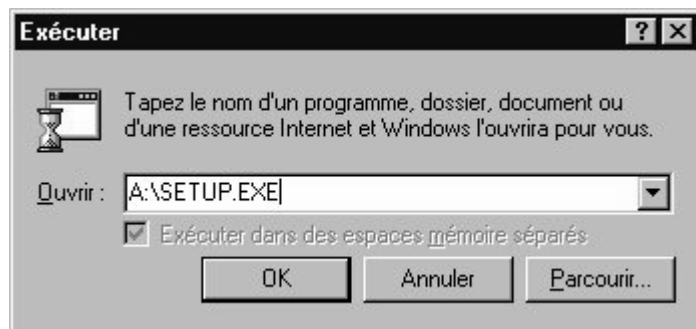 Exécuter
Tapez le nom d'un programme, dossier, document ou
d'une ressource Internet et Windows l'ouvrira pour vous.
Ouvrir : A:\SETUP.EXE
Exécuter dans des espaces mémoire séparés
OK Annuler Parcourir...